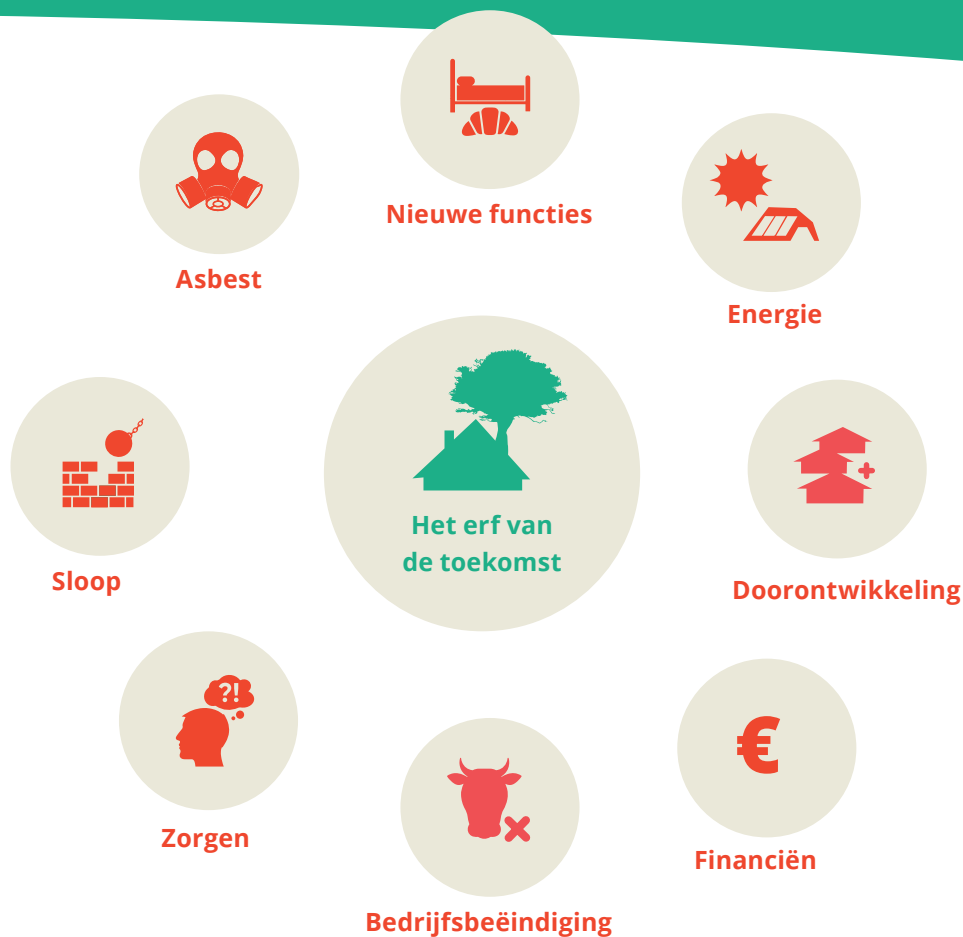 Nieuwe functies
Asbest
Energie
Het erf van
de toekomst
Sloop
Doorontwikkeling
?!
Zorgen
€
Financiën
Bedrijfsbeëindiging